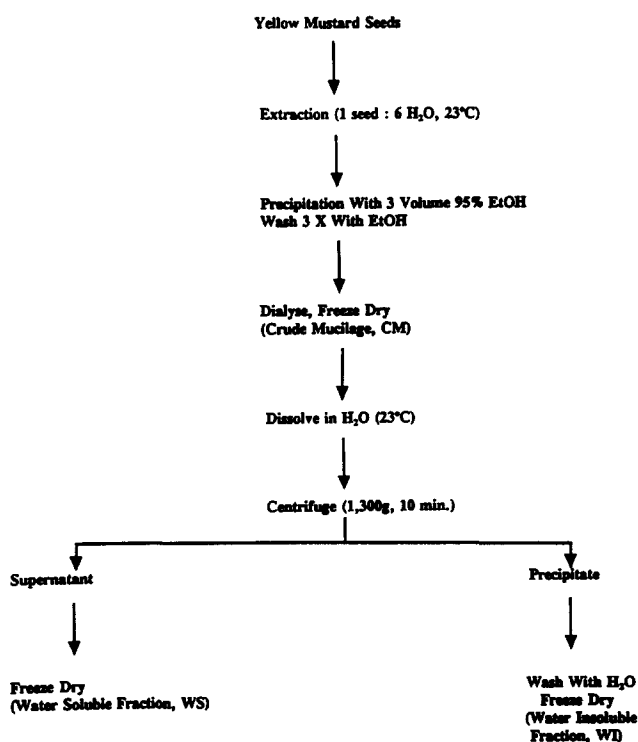 Yellow Mustard Seeds
Extraction (1 seed : 6 H₂O, 23°C)
Precipitation With 3 Volume 95% EtOH
Wash 3 X With EtOH
Dialyse, Freeze Dry
(Crude Mucilage, CM)
Dissolve in H₂O (23°C)
Centrifuge (1,300g, 10 min.)
Supernatant
Freeze Dry
(Water Soluble Fraction, WS)
Precipitate
Wash With H₂O
Freeze Dry
(Water Insoluble
Fraction, WI)